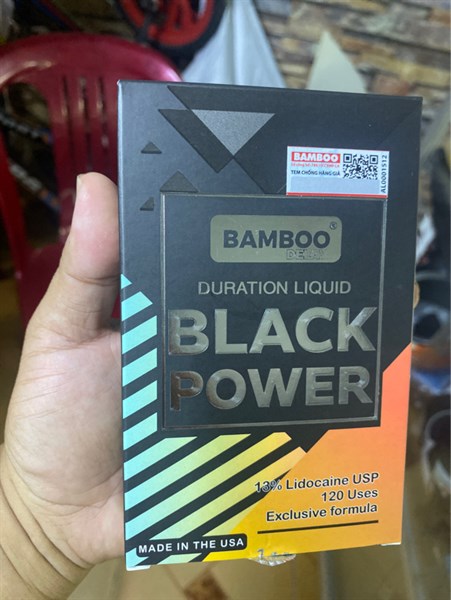 BAMBOO
TEM CHỐNG HÀNG GIẢ
AL0001512
BAMBOO®
DURATION LIQUID
BLACK
POWER
13% Lidocaine USP
120 Uses
Exclusive formula
MADE IN THE USA